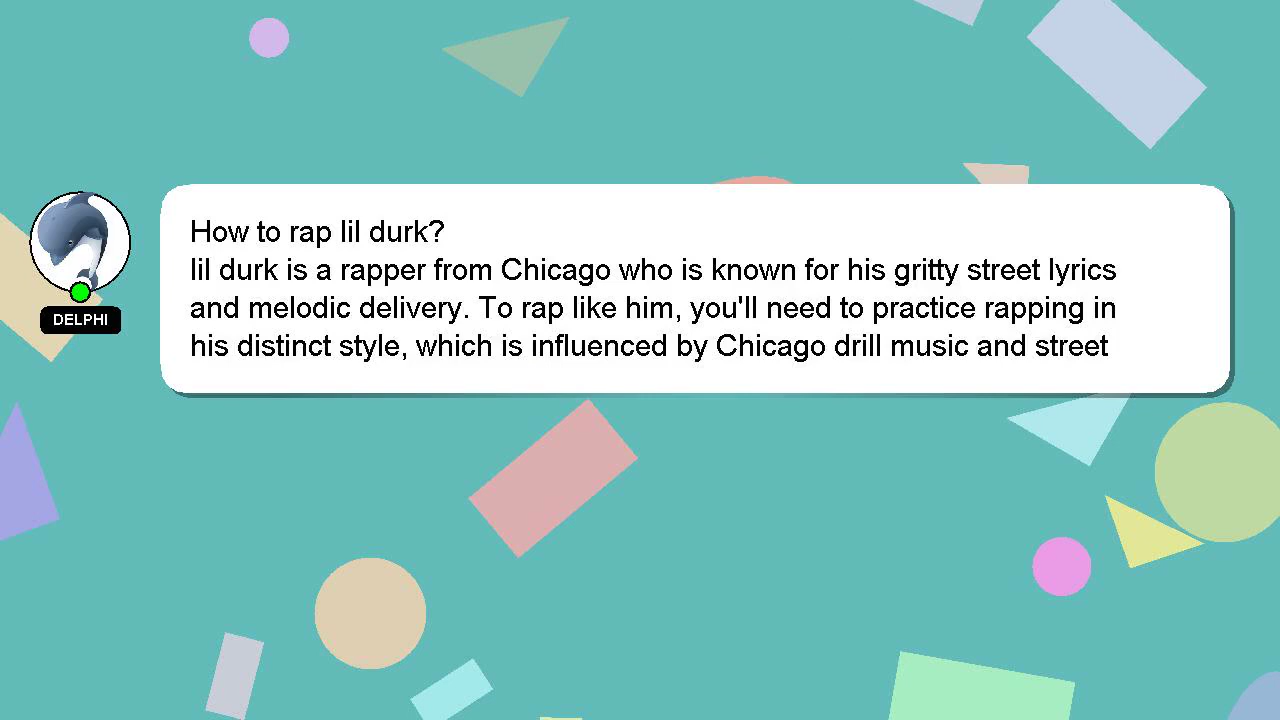 How to rap lil durk?
lil durk is a rapper from Chicago who is known for his gritty street lyrics
and melodic delivery. To rap like him, you'll need to practice rapping in
his distinct style, which is influenced by Chicago drill music and street
DELPHI